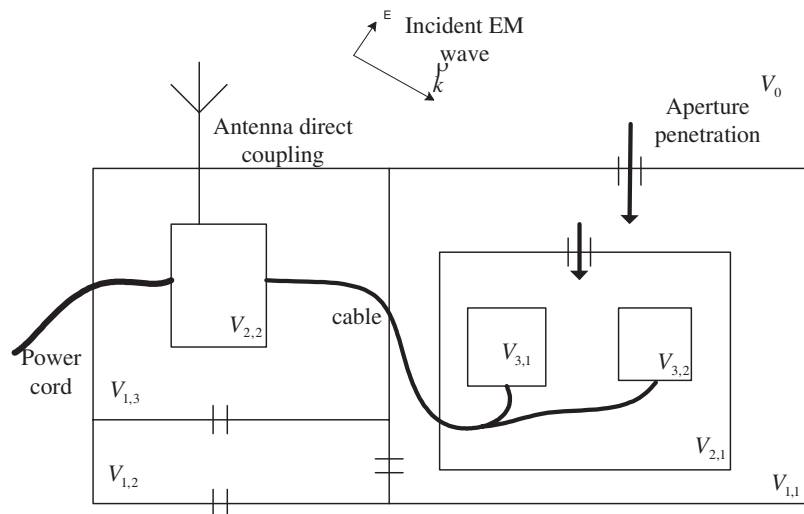 E
Incident EM
wave
k
V0
Aperture
penetration
Antenna direct
coupling
V2,2
cable
Power
cord
V1,3
V3,1
V3,2
V2,1
V1,2
V1,1